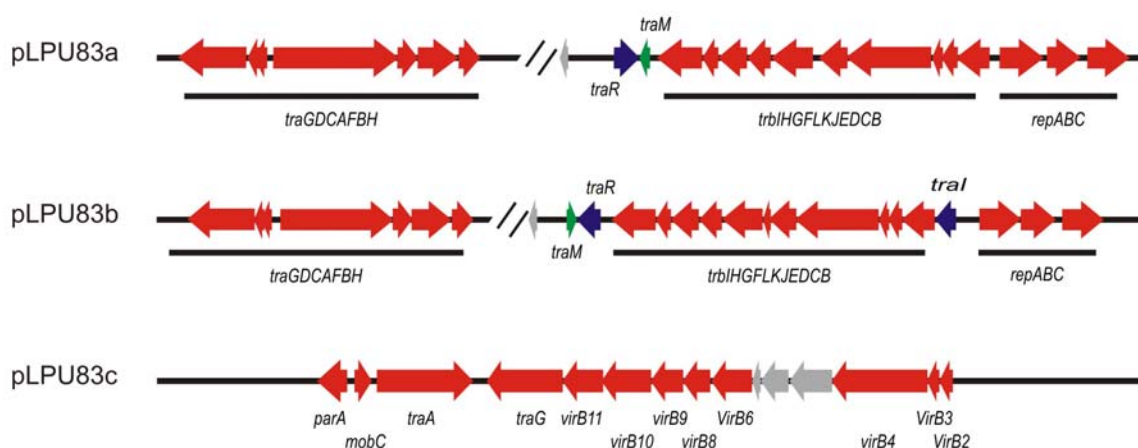 pLPU83a
traM
traR
traGDCAFBH
trbIHGFLKJEDCB
repABC
pLPU83b
traR
traI
traM
traGDCAFBH
trbIHGFLKJEDCB
repABC
pLPU83c
parA traA traG virB11 virB9 VirB6 VirB3
mobC virB10 virB8 virB4 VirB2